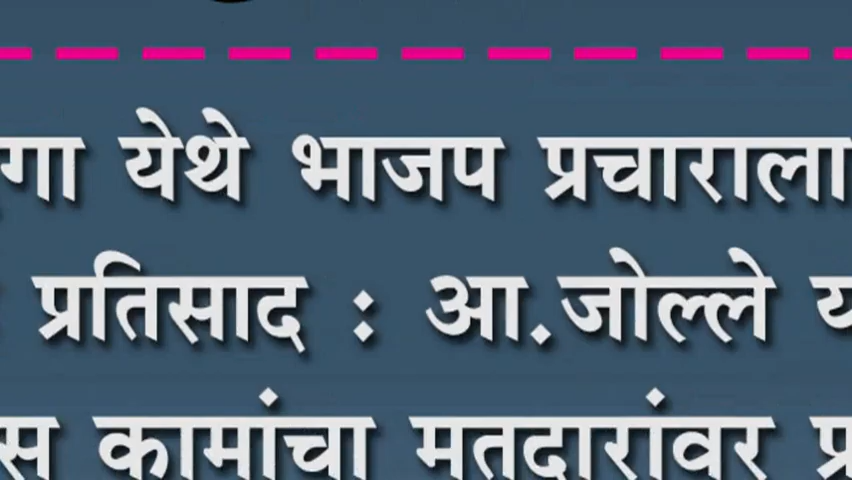 येथे भाजप प्रचाराला
प्रतिसाद : आ.जोल्ले
कामांचा मतदारांवर